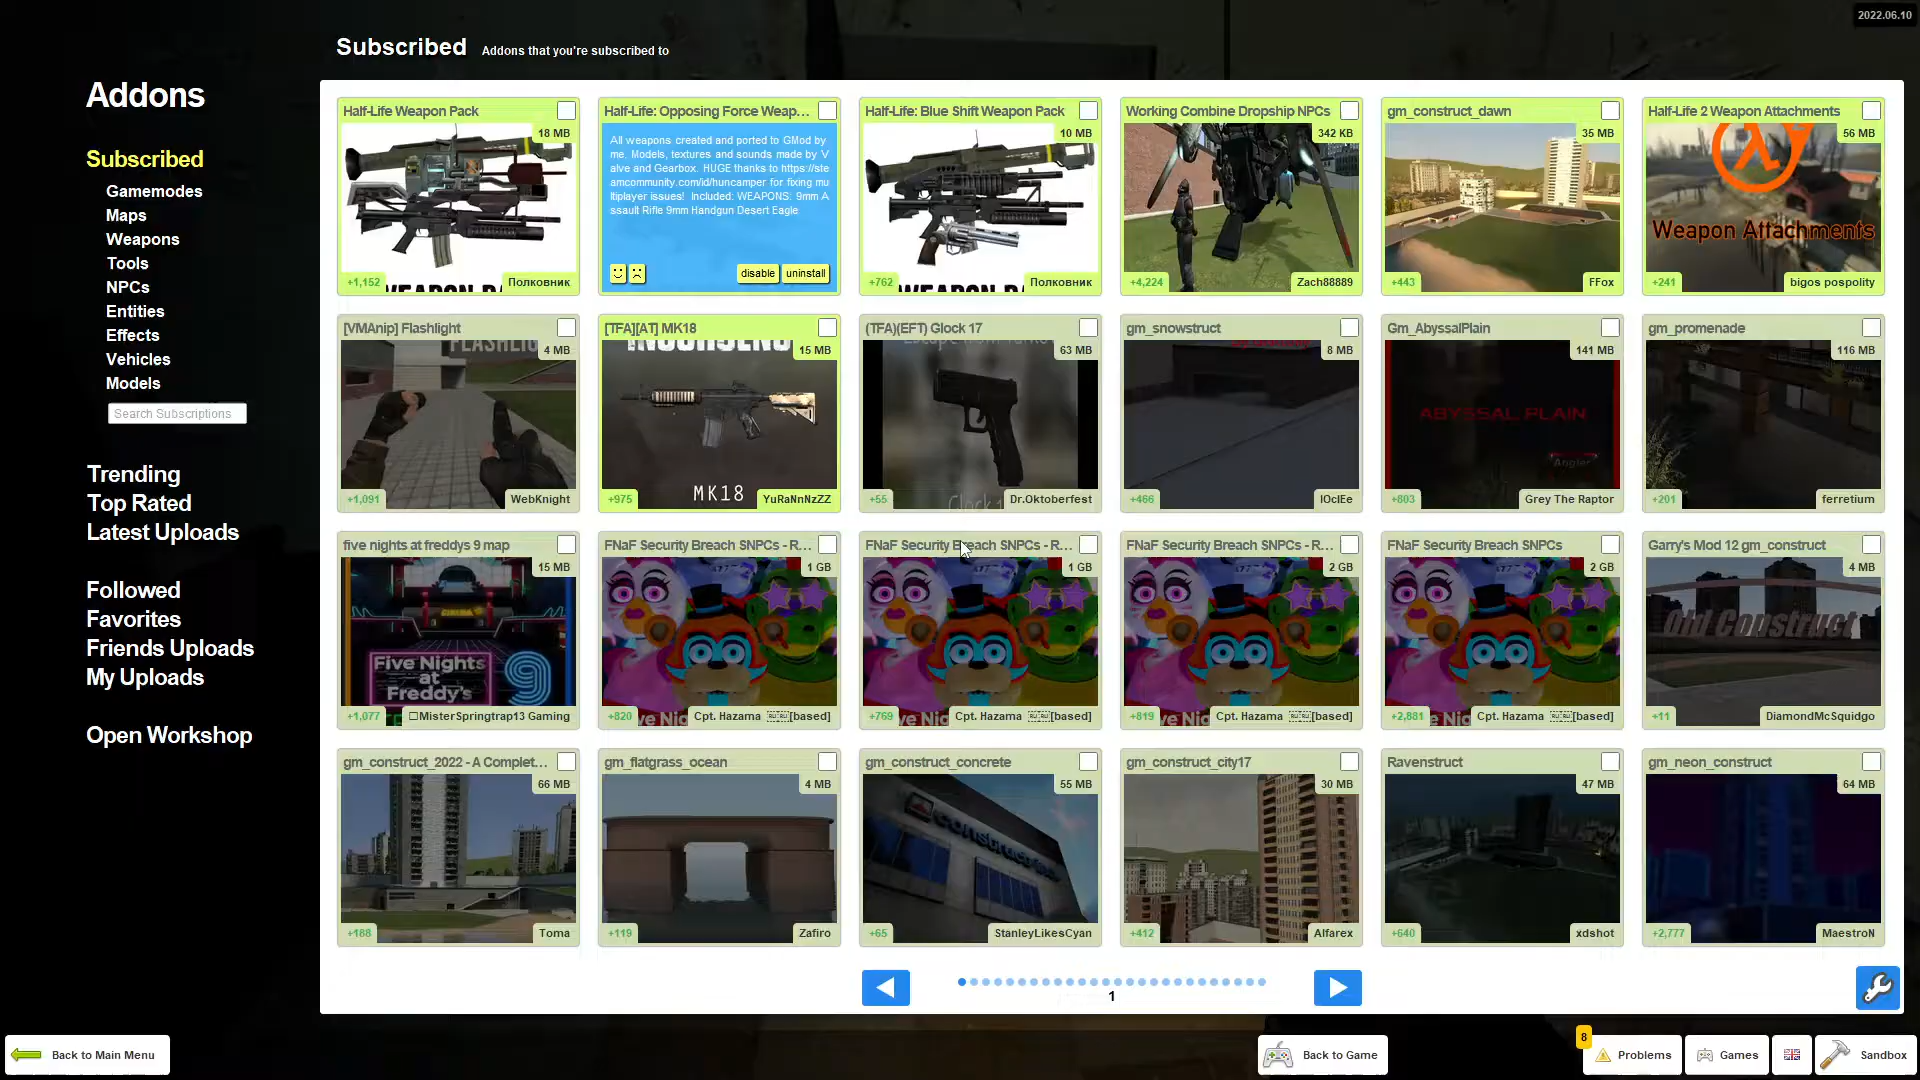 2022.06.10
Subscribed Addons that you're subscribed to
Addons
Subscribed
Gamemodes
Maps
Weapons
Tools
NPCs
Entities
Effects
Vehicles
Models
Search Subscriptions
Trending
Top Rated
Latest Uploads
Followed
Favorites
Friends Uploads
My Uploads
Open Workshop
Half-Life Weapon Pack
18 MB
+1,152
Полковник
Half-Life: Opposing Force Weap...
All weapons created and ported to GMod by
me. Models, textures and sounds made by V
alve and Gearbox. HUGE thanks to https://ste
amcommunity.com/id/huncamper for fixing mu
ltiplayer issues! Included: WEAPONS: 9mm A
ssault Rifle 9mm Handgun Desert Eagle
disable uninstall
Half-Life: Blue Shift Weapon Pack
10 MB
+762
Полковник
Working Combine Dropship NPCs
342 KB
+4,224
Zach88889
gm_construct_dawn
35 MB
+443
FFox
Half-Life 2 Weapon Attachments
56 MB
Weapon Attachments
+241
bigos pospolity
[VMAnip] Flashlight
4 MB
+1,091
WebKnight
[TFA][AT] MK18
15 MB
MK18
+975
YuRaNnNzZZ
(TFA)(EFT) Glock 17
63 MB
+55
Dr.Oktoberfest
gm_snowstruct
8 MB
+466
lOclEe
Gm_AbyssalPlain
141 MB
ABYSSAL PLAIN
Angler
+803
Grey The Raptor
gm_promenade
116 MB
+201
ferretium
five nights at freddys 9 map
15 MB
Five Nights
at
Freddy's
9
+1,077
MisterSpringtrap13 Gaming
FNaF Security Breach SNPCs - R...
1 GB
+820
Cpt. Hazama [based]
FNaF Security Breach SNPCs - R...
1 GB
+769
Cpt. Hazama [based]
FNaF Security Breach SNPCs - R...
2 GB
+819
Cpt. Hazama [based]
FNaF Security Breach SNPCs
2 GB
+2,881
Cpt. Hazama [based]
Garry's Mod 12 gm_construct
4 MB
Old Construct
+11
DiamondMcSquidgo
gm_construct_2022 - A Complet...
66 MB
+188
Toma
gm_flatgrass_ocean
4 MB
+119
Zafiro
gm_construct_concrete
55 MB
+65
StanleyLikesCyan
gm_construct_city17
30 MB
+412
Alfarex
Ravenstruct
47 MB
+640
xdshot
gm_neon_construct
64 MB
+2,777
MaestroN
1
Back to Main Menu
Back to Game
8
Problems
Games
Sandbox